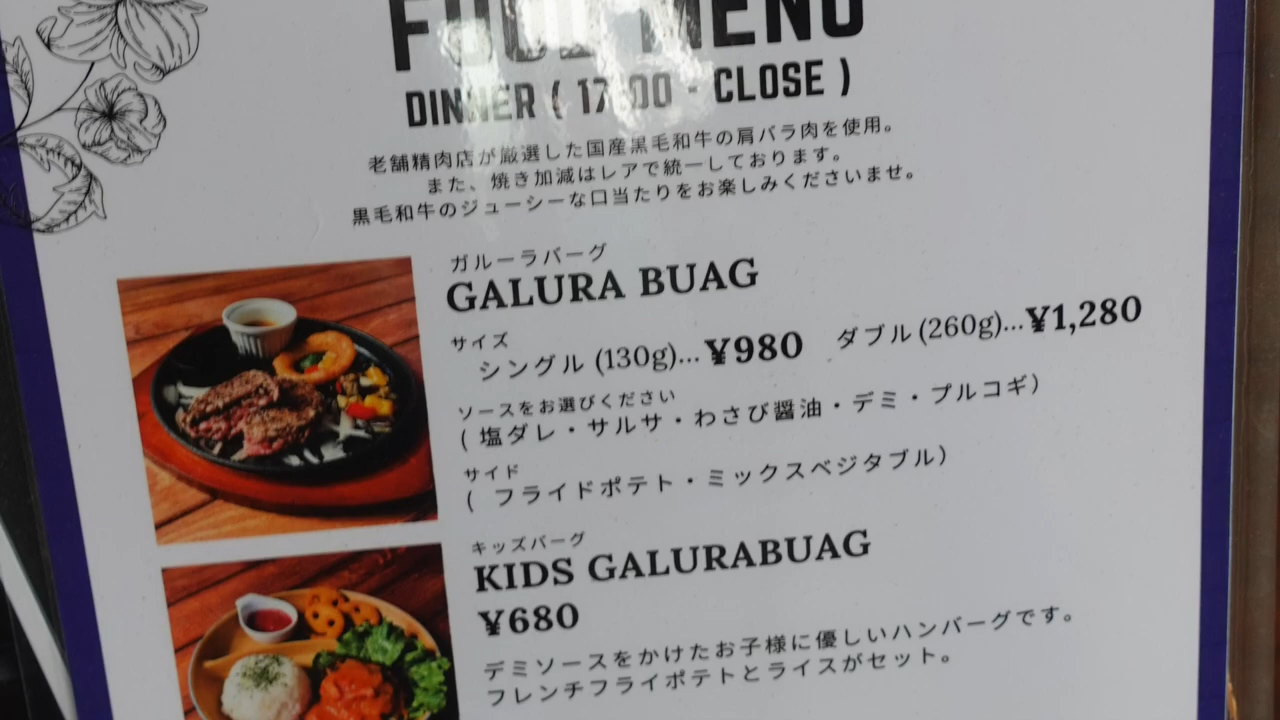 FOOD MENU
DINNER ( 17:00 - CLOSE )
老舗精肉店が厳選した国産黒毛和牛の肩バラ肉を使用。
また、焼き加減はレアで統一しております。
黒毛和牛のジューシーな口当たりをお楽しみくださいませ。
ガルーラバーグ
GALURA BUAG
サイズ
シングル (130g)...¥980 ダブル (260g)...¥1,280
ソースをお選びください
( 塩ダレ・サルサ・わさび醤油・デミ・プルコギ）
サイド
( フライドポテト・ミックスベジタブル）
キッズバーグ
KIDS GALURABUAG
¥680
デミソースをかけたお子様に優しいハンバーグです。
フレンチフライポテトとライスがセット。